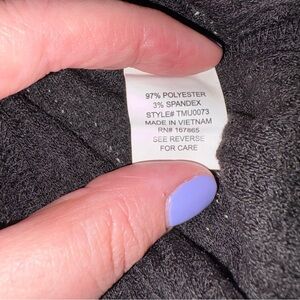 97% POLYESTER
3% SPANDEX
STYLE# TMU0073
MADE IN VIETNAM
RN# 167865
SEE REVERSE
FOR CARE